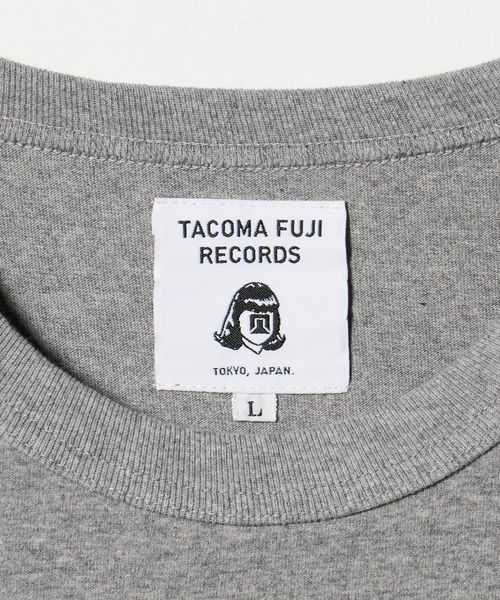 TACOMA FUJI
RECORDS
TOKYO, JAPAN.
L